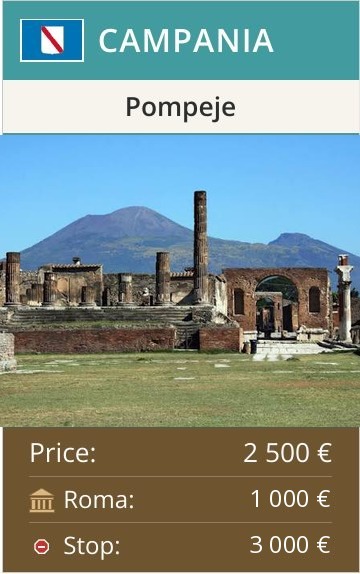 CAMPANIA
Pompeje
Price: 2 500 €
Roma: 1 000 €
Stop: 3 000 €